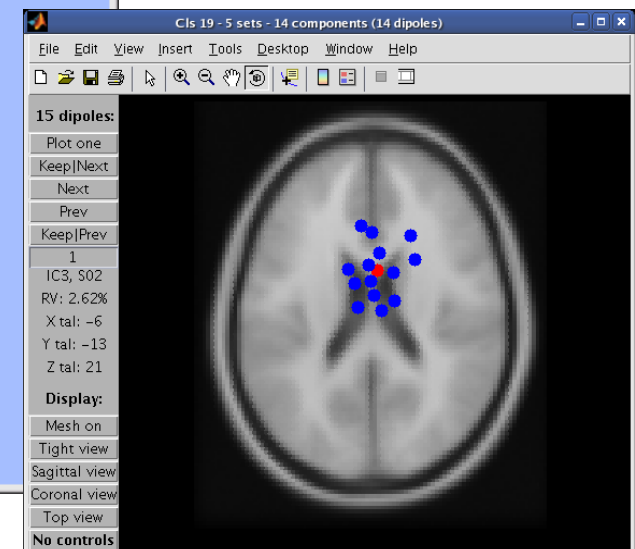 Cls 19 - 5 sets - 14 components (14 dipoles)
File Edit View Insert Tools Desktop Window Help
15 dipoles:
Plot one
Keep|Next
Next
Prev
Keep|Prev
1
IC3, S02
RV: 2.62%
X tal: -6
Y tal: -13
Z tal: 21
Display:
Mesh on
Tight view
Sagittal view
Coronal view
Top view
No controls